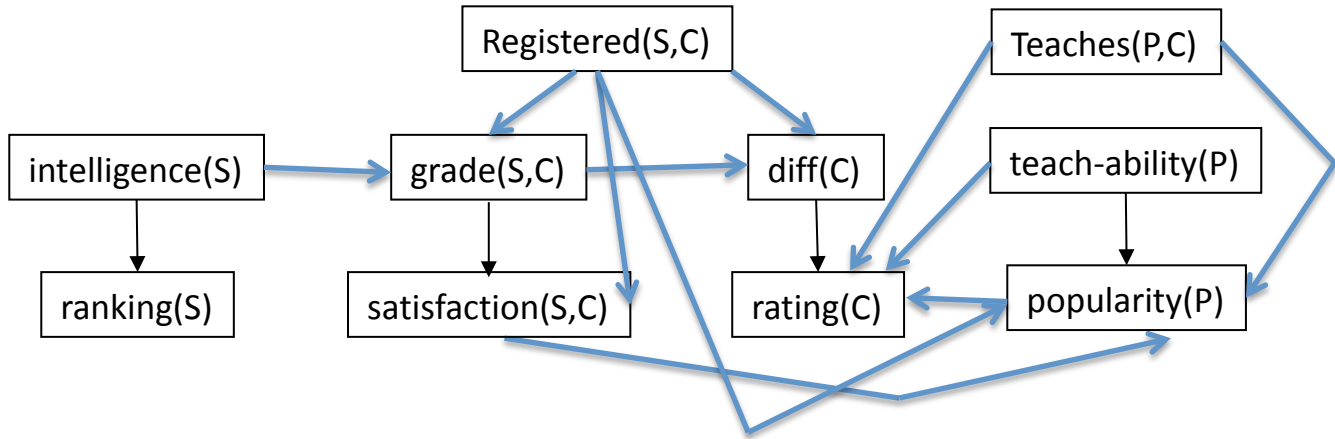 Registered(S,C)
Teaches(P,C)
intelligence(S)
grade(S,C)
diff(C)
teach-ability(P)
ranking(S)
satisfaction(S,C)
rating(C)
popularity(P)